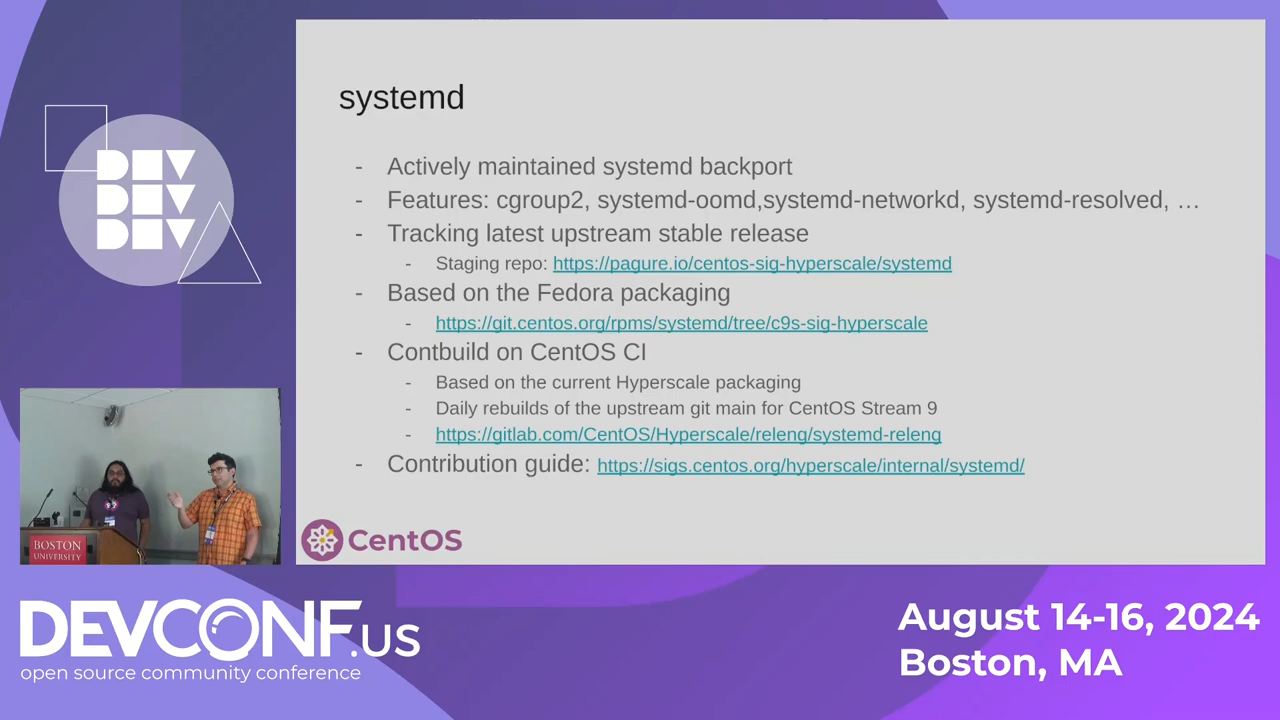 DEV
DEV
DEV
systemd
- Actively maintained systemd backport
- Features: cgroup2, systemd-oomd,systemd-networkd, systemd-resolved, …
- Tracking latest upstream stable release
- Staging repo: https://pagure.io/centos-sig-hyperscale/systemd
- Based on the Fedora packaging
- https://git.centos.org/rpms/systemd/tree/c9s-sig-hyperscale
- Contbuild on CentOS CI
- Based on the current Hyperscale packaging
- Daily rebuilds of the upstream git main for CentOS Stream 9
- https://gitlab.com/CentOS/Hyperscale/releng/systemd-releng
- Contribution guide: https://sigs.centos.org/hyperscale/internal/systemd/
CentOS
BOSTON
UNIVERSITY
DEVCONF.US
open source community conference
August 14-16, 2024
Boston, MA